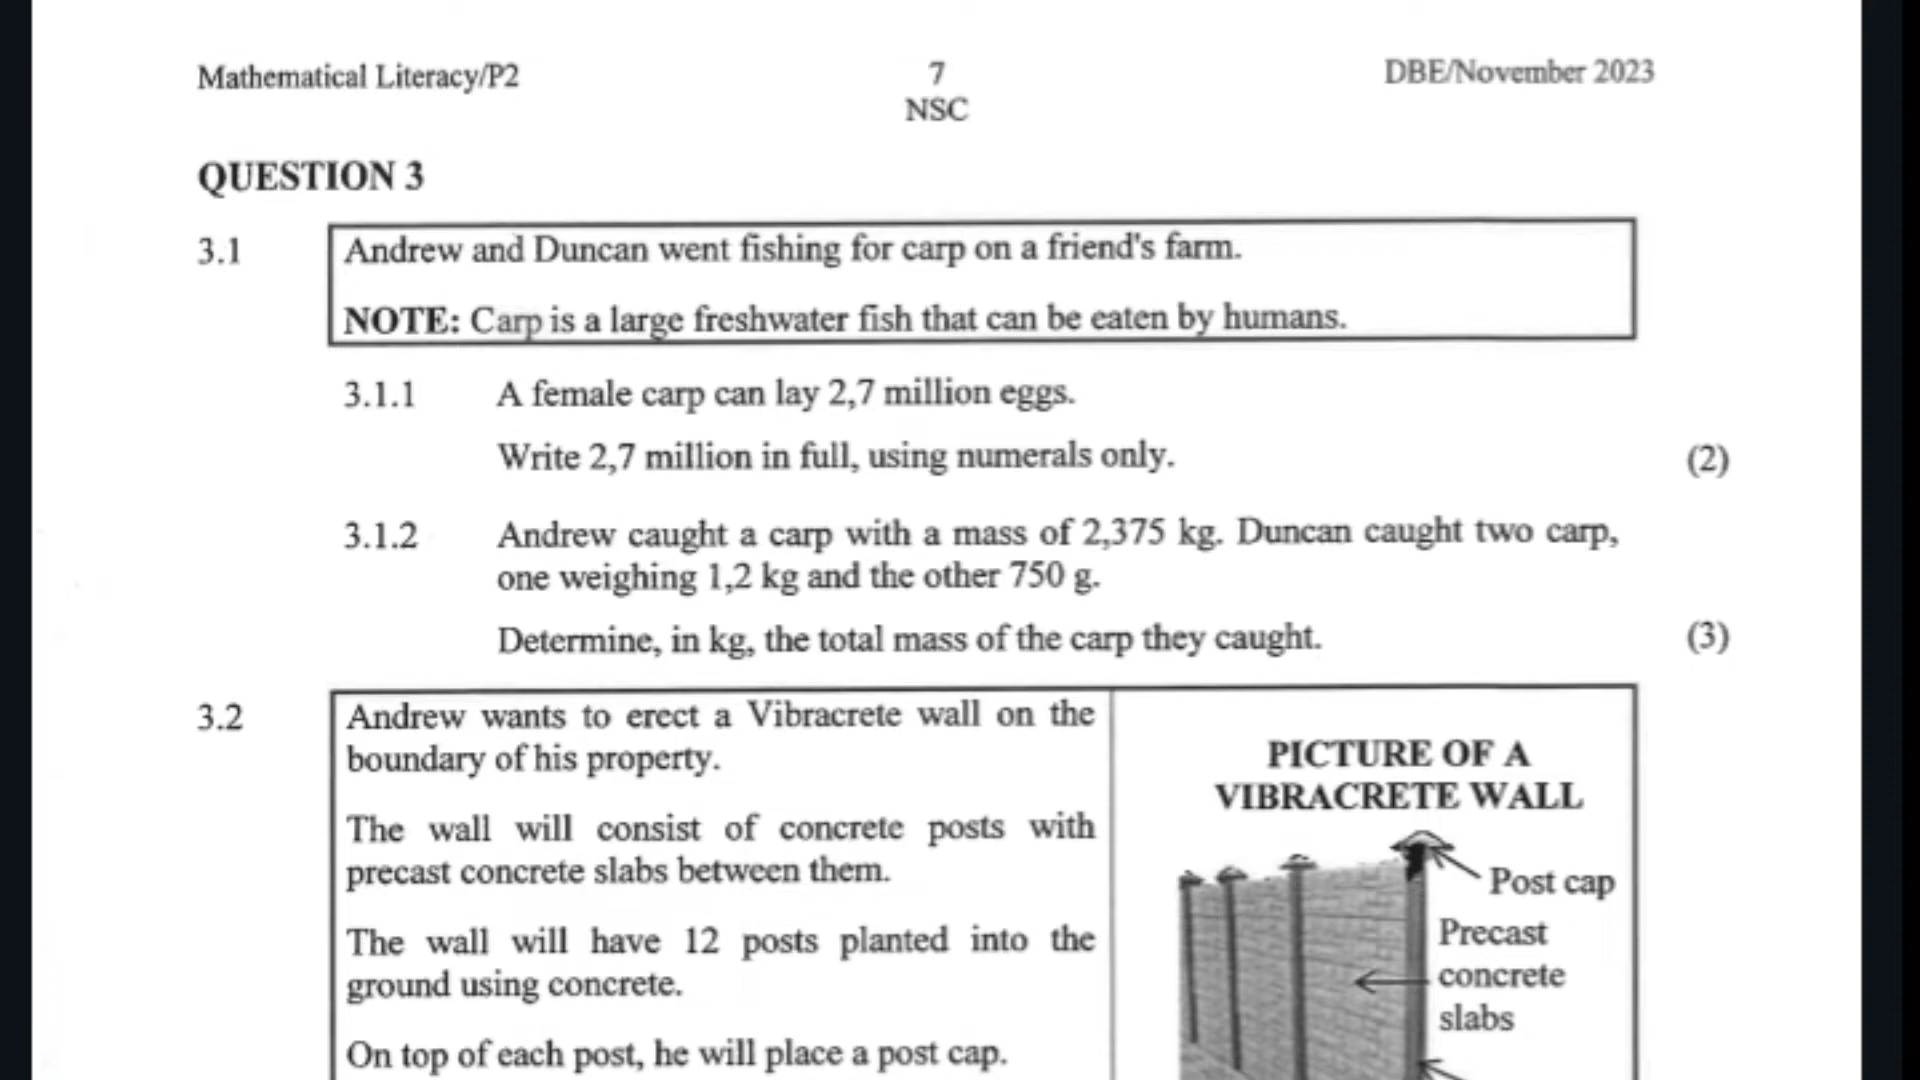 Mathematical Literacy/P2
7
DBE/November 2023
NSC
QUESTION 3
3.1
Andrew and Duncan went fishing for carp on a friend's farm.
NOTE: Carp is a large freshwater fish that can be eaten by humans.
3.1.1 A female carp can lay 2,7 million eggs.
Write 2,7 million in full, using numerals only. (2)
3.1.2 Andrew caught a carp with a mass of 2,375 kg. Duncan caught two carp,
one weighing 1,2 kg and the other 750 g.
Determine, in kg, the total mass of the carp they caught. (3)
3.2
Andrew wants to erect a Vibracrete wall on the
boundary of his property.
The wall will consist of concrete posts with
precast concrete slabs between them.
The wall will have 12 posts planted into the
ground using concrete.
On top of each post, he will place a post cap.
PICTURE OF A
VIBRACRETE WALL
Post cap
Precast
concrete
slabs